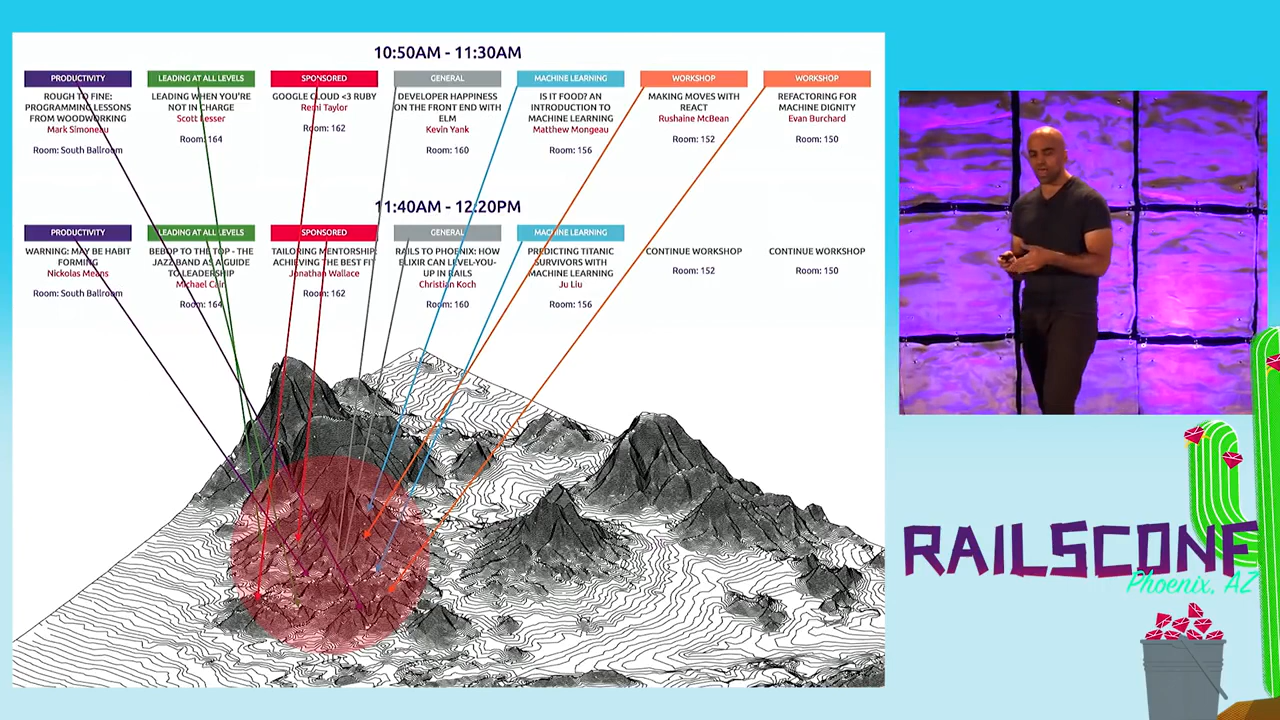 10:50AM - 11:30AM
PRODUCTIVITY
ROUGH TO FINE:
PROGRAMMING LESSONS
FROM WOODWORKING
Mark Simoneau
Room: South Ballroom
LEADING AT ALL LEVELS
LEADING WHEN YOU'RE
NOT IN CHARGE
Scott Lesser
Room: 164
SPONSORED
GOOGLE CLOUD <3 RUBY
Remi Taylor
Room: 162
GENERAL
DEVELOPER HAPPINESS
ON THE FRONT END WITH
ELM
Kevin Yank
Room: 160
MACHINE LEARNING
IS IT FOOD? AN
INTRODUCTION TO
MACHINE LEARNING
Matthew Mongeau
Room: 156
WORKSHOP
MAKING MOVES WITH
REACT
Rushaine McBean
Room: 152
WORKSHOP
REFACTORING FOR
MACHINE DIGNITY
Evan Burchard
Room: 150
11:40AM - 12:20PM
PRODUCTIVITY
WARNING: MAY BE HABIT
FORMING
Nickolas Means
Room: South Ballroom
LEADING AT ALL LEVELS
BEBOP TO THE TOP - THE
JAZZ BAND AS A GUIDE
TO LEADERSHIP
Michael Cain
Room: 164
SPONSORED
TAILORING MENTORSHIP:
ACHIEVING THE BEST FIT
Jonathan Wallace
Room: 162
GENERAL
RAILS TO PHOENIX: HOW
ELIXIR CAN LEVEL-YOU-
UP IN RAILS
Christian Koch
Room: 160
MACHINE LEARNING
PREDICTING TITANIC
SURVIVORS WITH
MACHINE LEARNING
Ju Liu
Room: 156
CONTINUE WORKSHOP
Room: 152
CONTINUE WORKSHOP
Room: 150
RAILSCONF
Phoenix, AZ